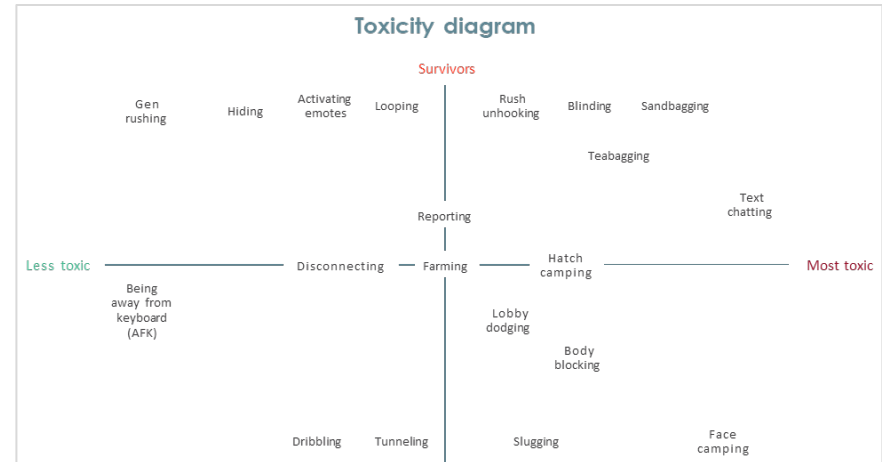 Toxicity diagram
Survivors
Gen
rushing
Hiding
Activating
emotes
Looping
Rush
unhooking
Blinding
Sandbagging
Teabagging
Text
chatting
Reporting
Less toxic
Disconnecting
Farming
Hatch
camping
Most toxic
Being
away from
keyboard
(AFK)
Lobby
dodging
Body
blocking
Dribbling
Tunneling
Slugging
Face
camping